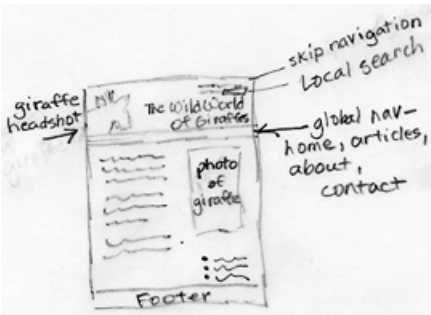 skip navigation
Local search
giraffe
headshot
The Wild World
of Giraffes
global nav-
home, articles,
about,
contact
photo
of
giraffe
Footer